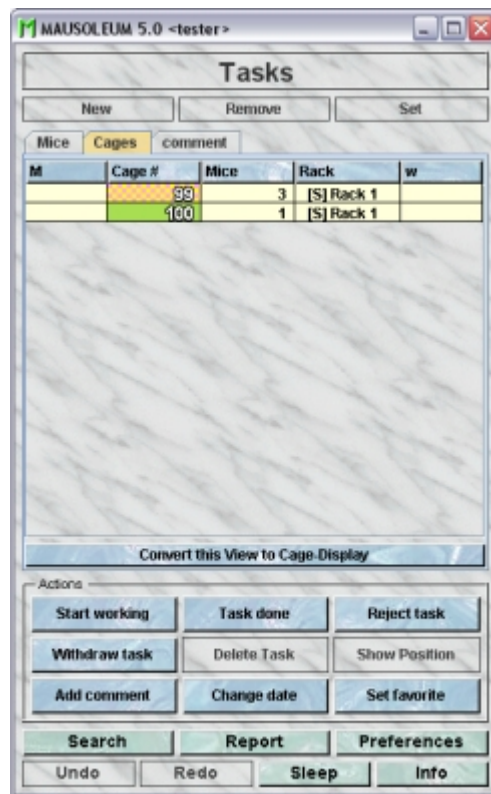 MAUSOLEUM 5.0 <tester>
Tasks
New Remove Set
Mice Cages comment
M Cage # Mice Rack w
99 3 [S] Rack 1
100 1 [S] Rack 1
Convert this View to Cage-Display
Actions
Start working Task done Reject task
Withdraw task Delete Task Show Position
Add comment Change date Set favorite
Search Report Preferences
Undo Redo Sleep Info